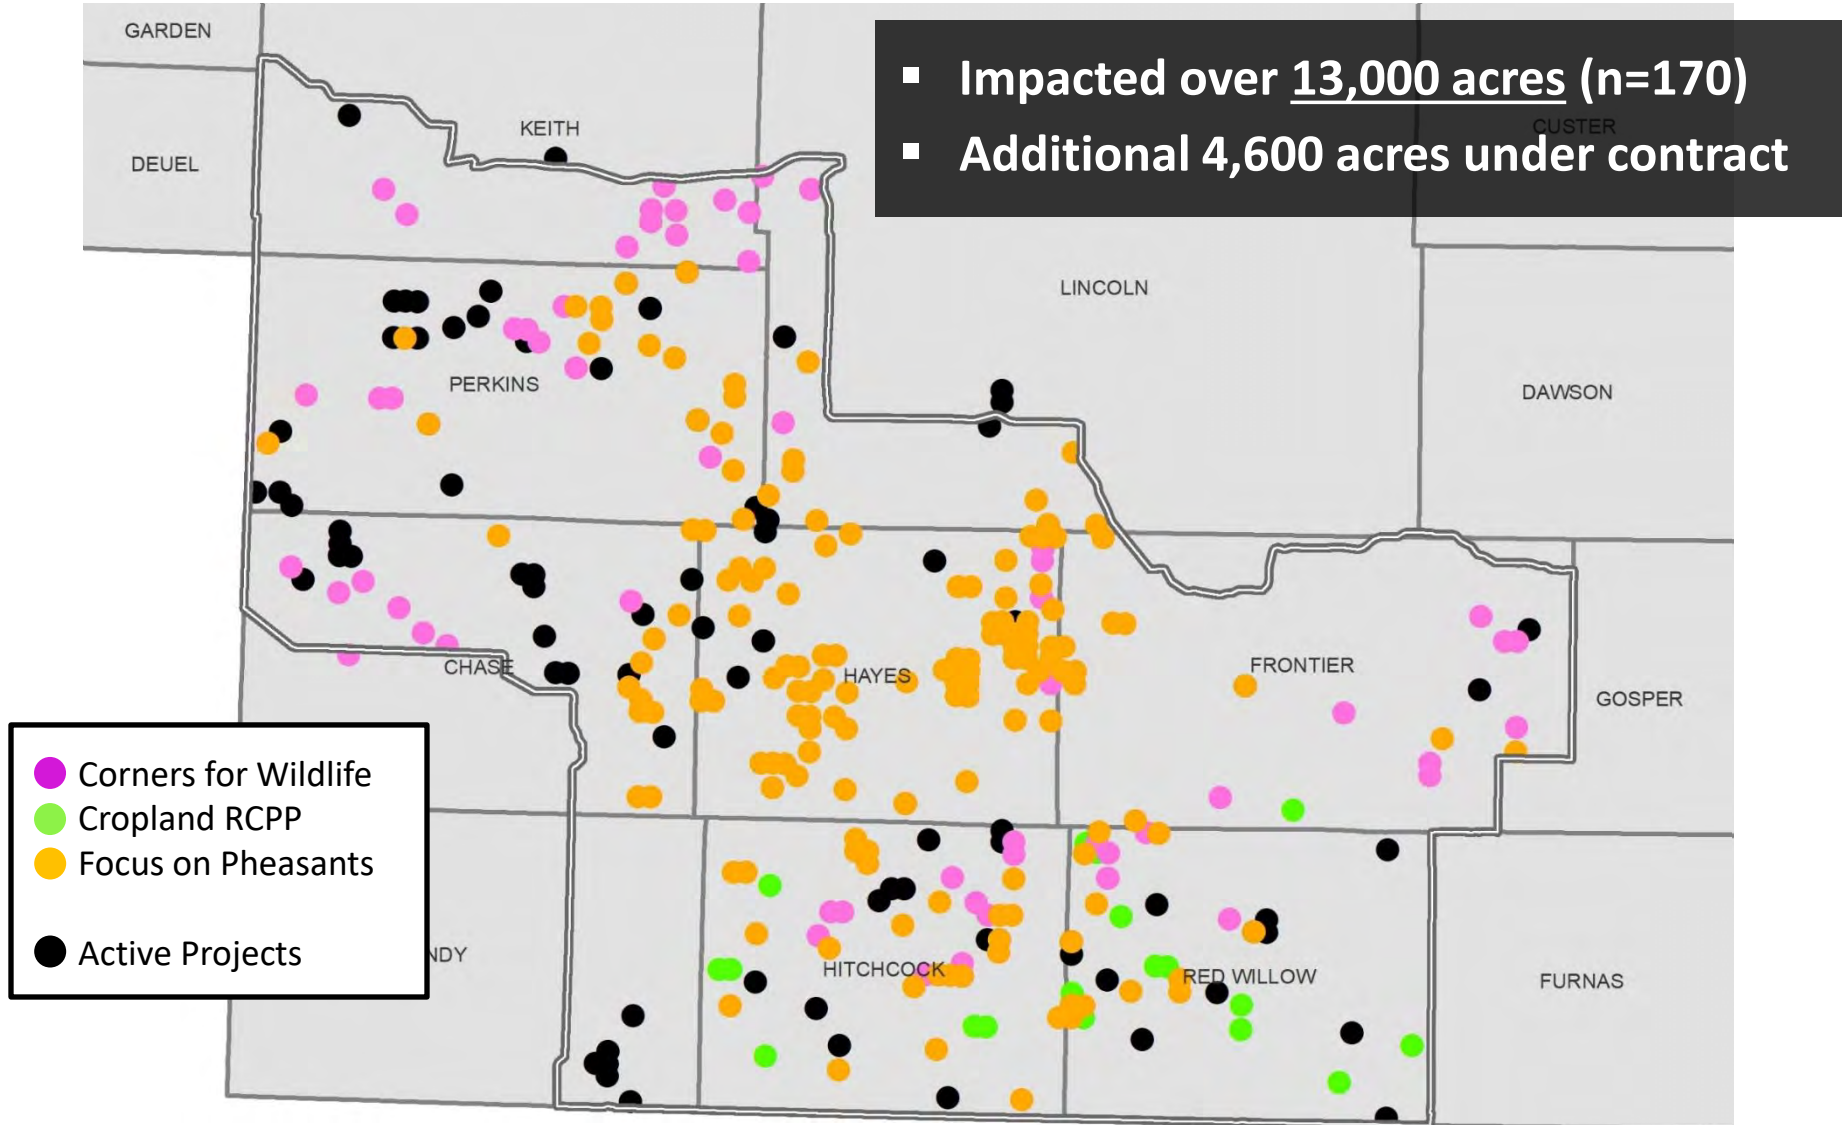 GARDEN
▪ Impacted over 13,000 acres (n=170)
KEITH
CUSTER
DEUEL
▪ Additional 4,600 acres under contract
LINCOLN
PERKINS
DAWSON
CHASE
HAYES
FRONTIER
GOSPER
Corners for Wildlife
Cropland RCPP
Focus on Pheasants
Active Projects
NDY
HITCHCOCK
RED WILLOW
FURNAS